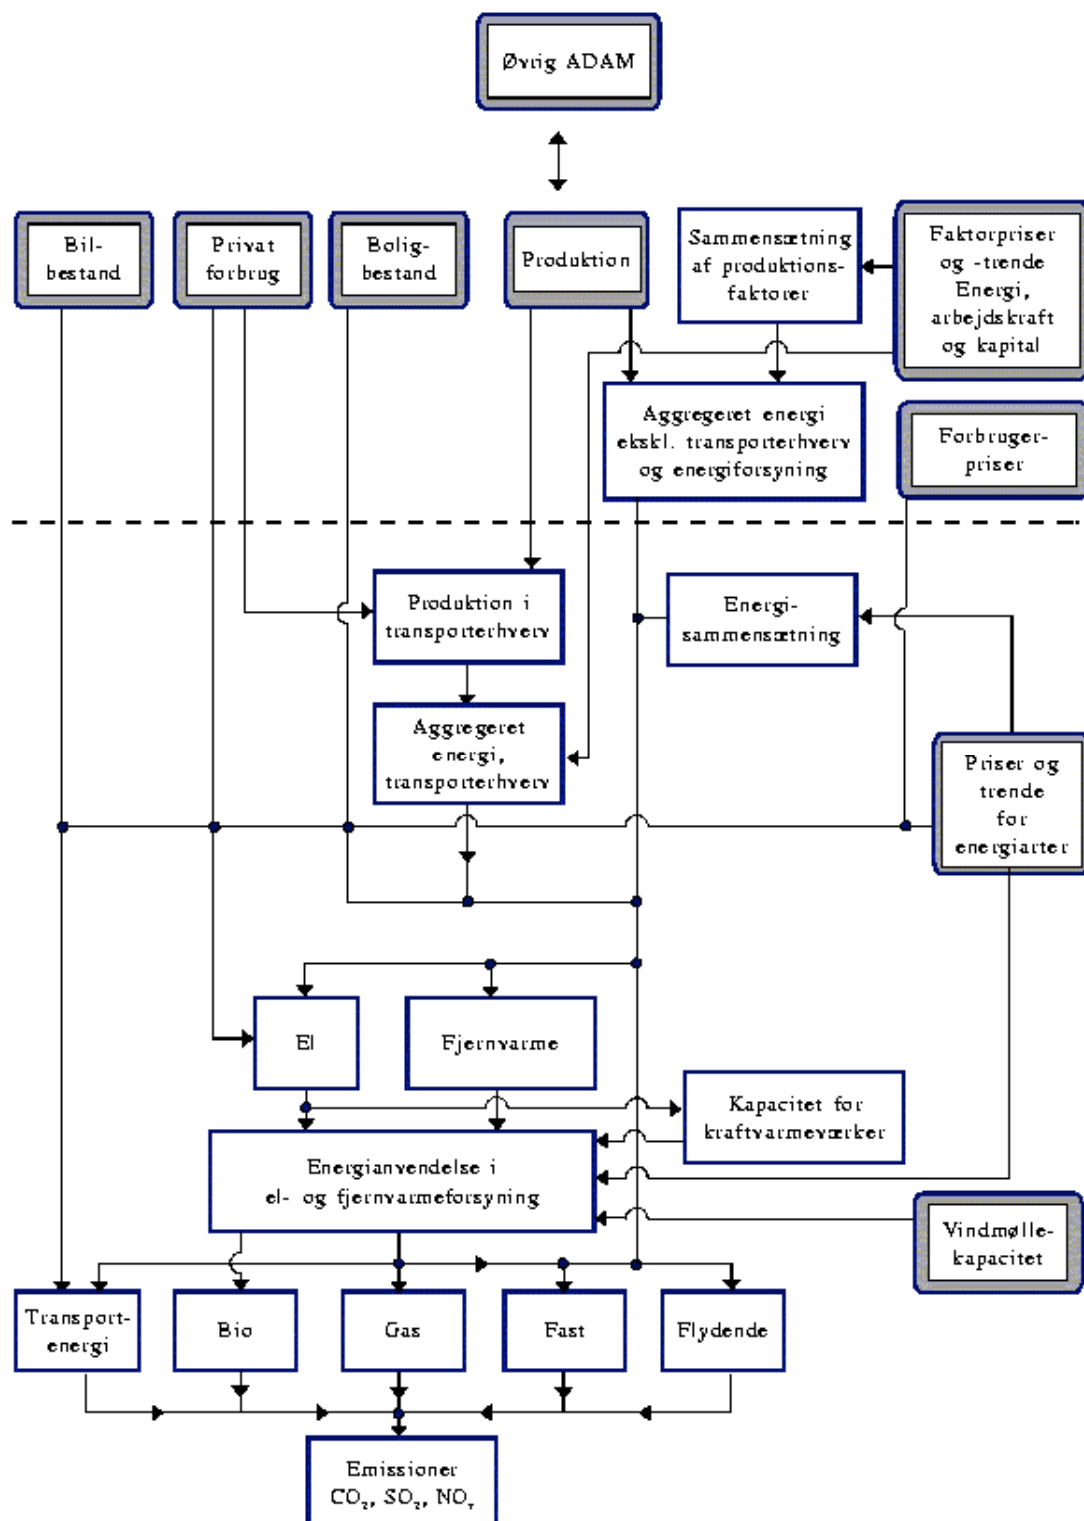 Øvrig ADAM
Bil-
bestand
Privat
forbrug
Bolig-
bestand
Produktion
Sammensætning
af produktions-
faktorer
Faktorpriser
og -trende
Energi,
arbejdskraft
og kapital
Aggregeret energi
ekskl. transporterhverv
og energiforsyning
Forbruger-
priser
Produktion i
transporterhverv
Energi-
sammensætning
Aggregeret
energi,
transporterhverv
Priser og
trende
for
energiarter
El
Fjernvarme
Kapacitet for
kraftvarmeværker
Energianvendelse i
el- og fjernvarmeforsyning
Vindmølle-
kapacitet
Transport-
energi
Bio
Gas
Fast
Flydende
Emissioner
CO₂, SO₂, NOₓ